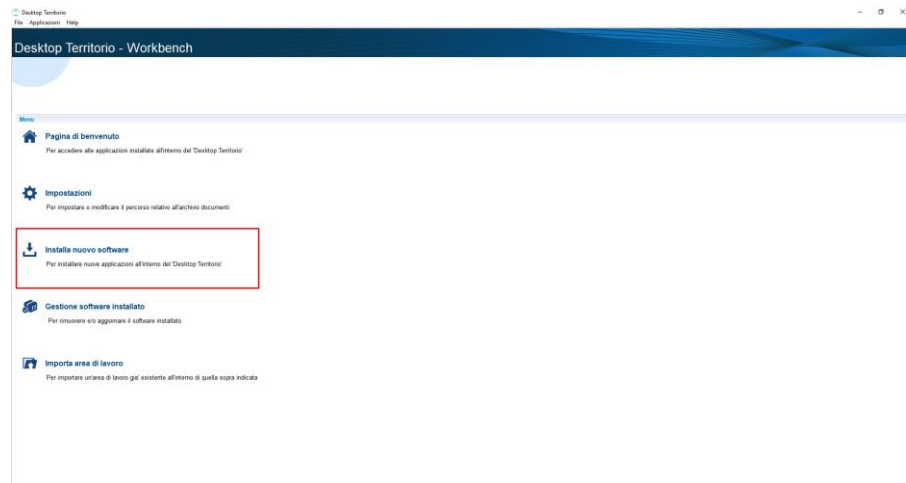 Desktop Territorio
File Applicazioni Help
Desktop Territorio - Workbench
Menu
Pagina di benvenuto
Per accedere alle applicazioni installate all'interno del 'Desktop Territorio'
Impostazioni
Per impostare o modificare il percorso relativo all'archivio documenti
Installa nuovo software
Per installare nuove applicazioni all'interno del 'Desktop Territorio'
Gestione software installato
Per rimuovere e/o aggiornare il software installato
Importa area di lavoro
Per importare un'area di lavoro gia' esistente all'interno di quella sopra indicata